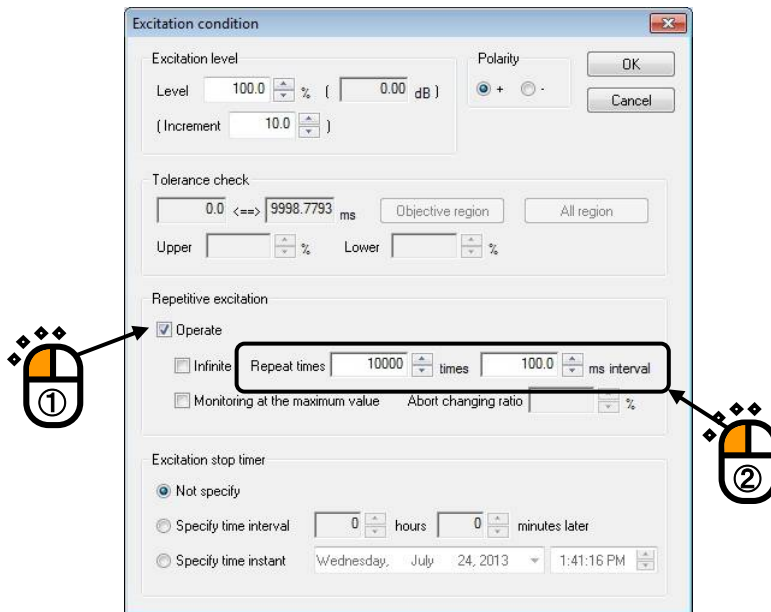 Excitation condition
Excitation level
Level 100.0 % ( 0.00 dB )
( Increment 10.0 )
Polarity
+ -
OK
Cancel
Tolerance check
0.0 <==> 9998.7793 ms Objective region All region
Upper % Lower %
Repetitive excitation
Operate
Infinite Repeat times 10000 times 100.0 ms interval
Monitoring at the maximum value Abort changing ratio %
①
②
Excitation stop timer
Not specify
Specify time interval 0 hours 0 minutes later
Specify time instant Wednesday, July 24, 2013 1:41:16 PM